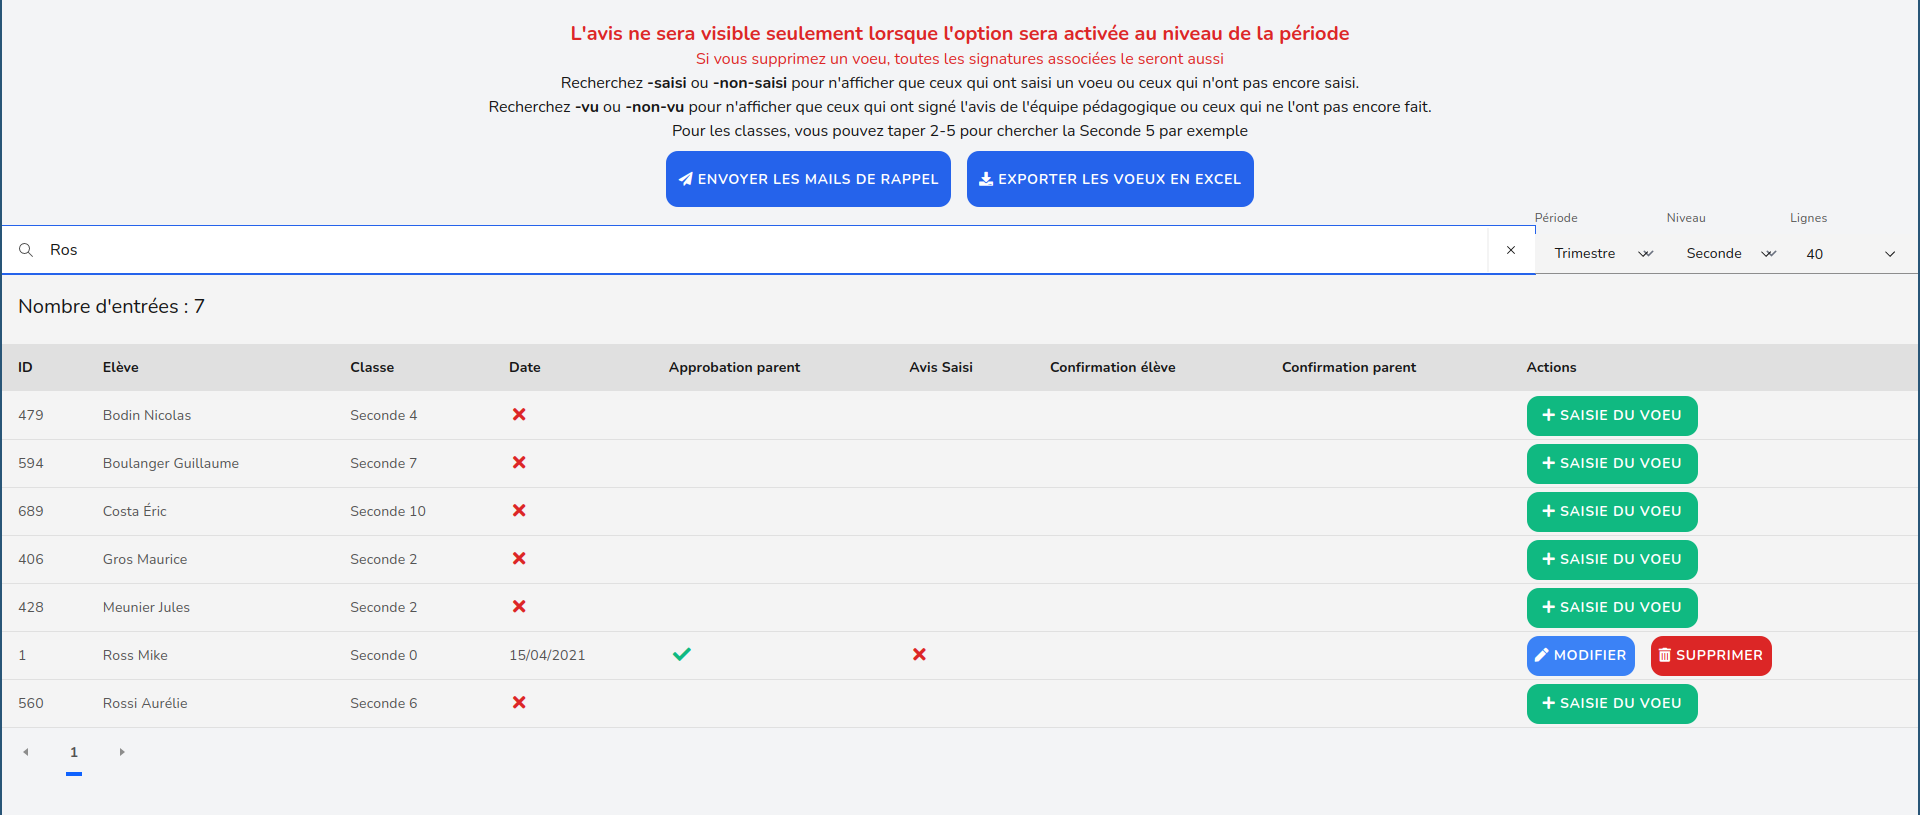 L'avis ne sera visible seulement lorsque l'option sera activée au niveau de la période
Si vous supprimez un voeu, toutes les signatures associées le seront aussi
Recherchez -saisi ou -non-saisi pour n'afficher que ceux qui ont saisi un voeu ou ceux qui n'ont pas encore saisi.
Recherchez -vu ou -non-vu pour n'afficher que ceux qui ont signé l'avis de l'équipe pédagogique ou ceux qui ne l'ont pas encore fait.
Pour les classes, vous pouvez taper 2-5 pour chercher la Seconde 5 par exemple
ENVOYER LES MAILS DE RAPPEL EXPORTER LES VOEUX EN EXCEL
Période Niveau Lignes
Ros Trimestre Seconde 40
Nombre d'entrées : 7
ID Elève Classe Date Approbation parent Avis Saisi Confirmation élève Confirmation parent Actions
479 Bodin Nicolas Seconde 4 SAISIE DU VOEU
594 Boulanger Guillaume Seconde 7 SAISIE DU VOEU
689 Costa Éric Seconde 10 SAISIE DU VOEU
406 Gros Maurice Seconde 2 SAISIE DU VOEU
428 Meunier Jules Seconde 2 SAISIE DU VOEU
1 Ross Mike Seconde 0 15/04/2021 MODIFIER SUPPRIMER
560 Rossi Aurélie Seconde 6 SAISIE DU VOEU
1